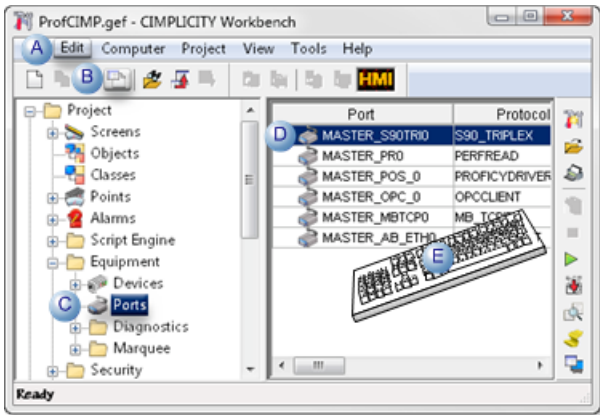 ProfCIMP.gef - CIMPLICITY Workbench
A Edit Computer Project View Tools Help
B HMI
Project
Screens
Objects
Classes
Points
Alarms
Script Engine
Equipment
Devices
C Ports
Diagnostics
Marquee
Security
Port Protocol
D MASTER_S90TRI0 S90_TRIPLEX
MASTER_PR0 PERFREAD
MASTER_POS_0 PROFICYDRIVER
MASTER_OPC_0 OPCCLIENT
MASTER_MBTCP0
MASTER_AB_ETH0
E
Ready